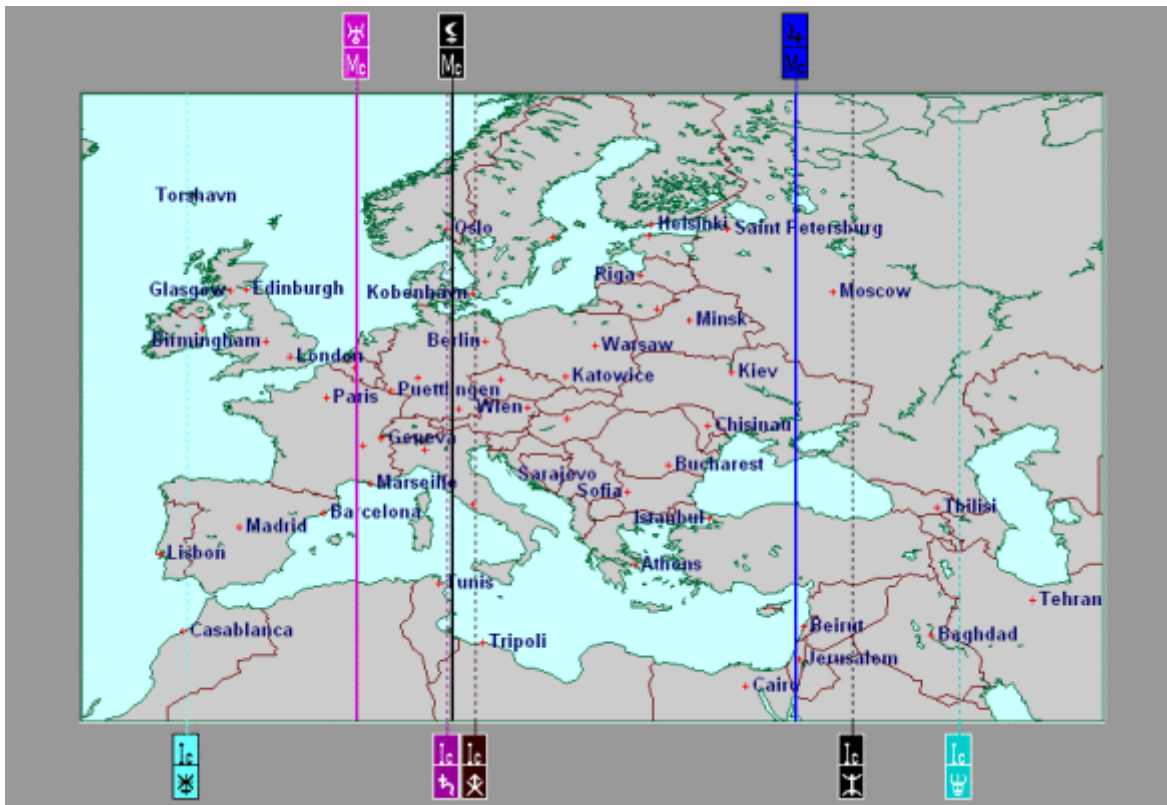 Mc
Mc
Mc
Torshavn
Oslo
Helsinki
Saint Petersburg
Riga
Glasgow
Edinburgh
Kobenhavn
Moscow
Minsk
Birmingham
Berlin
Warsaw
London
Kiev
Katowice
Puettlingen
Paris
Wien
Chisinau
Geneva
Bucharest
Sarajevo
Marseille
Sofia
Tbilisi
Barcelona
Istanbul
Madrid
Lisbon
Athens
Tunis
Tehran
Casablanca
Beirut
Baghdad
Tripoli
Jerusalem
Cairo
Ic
Ic
Ic
Ic
Ic